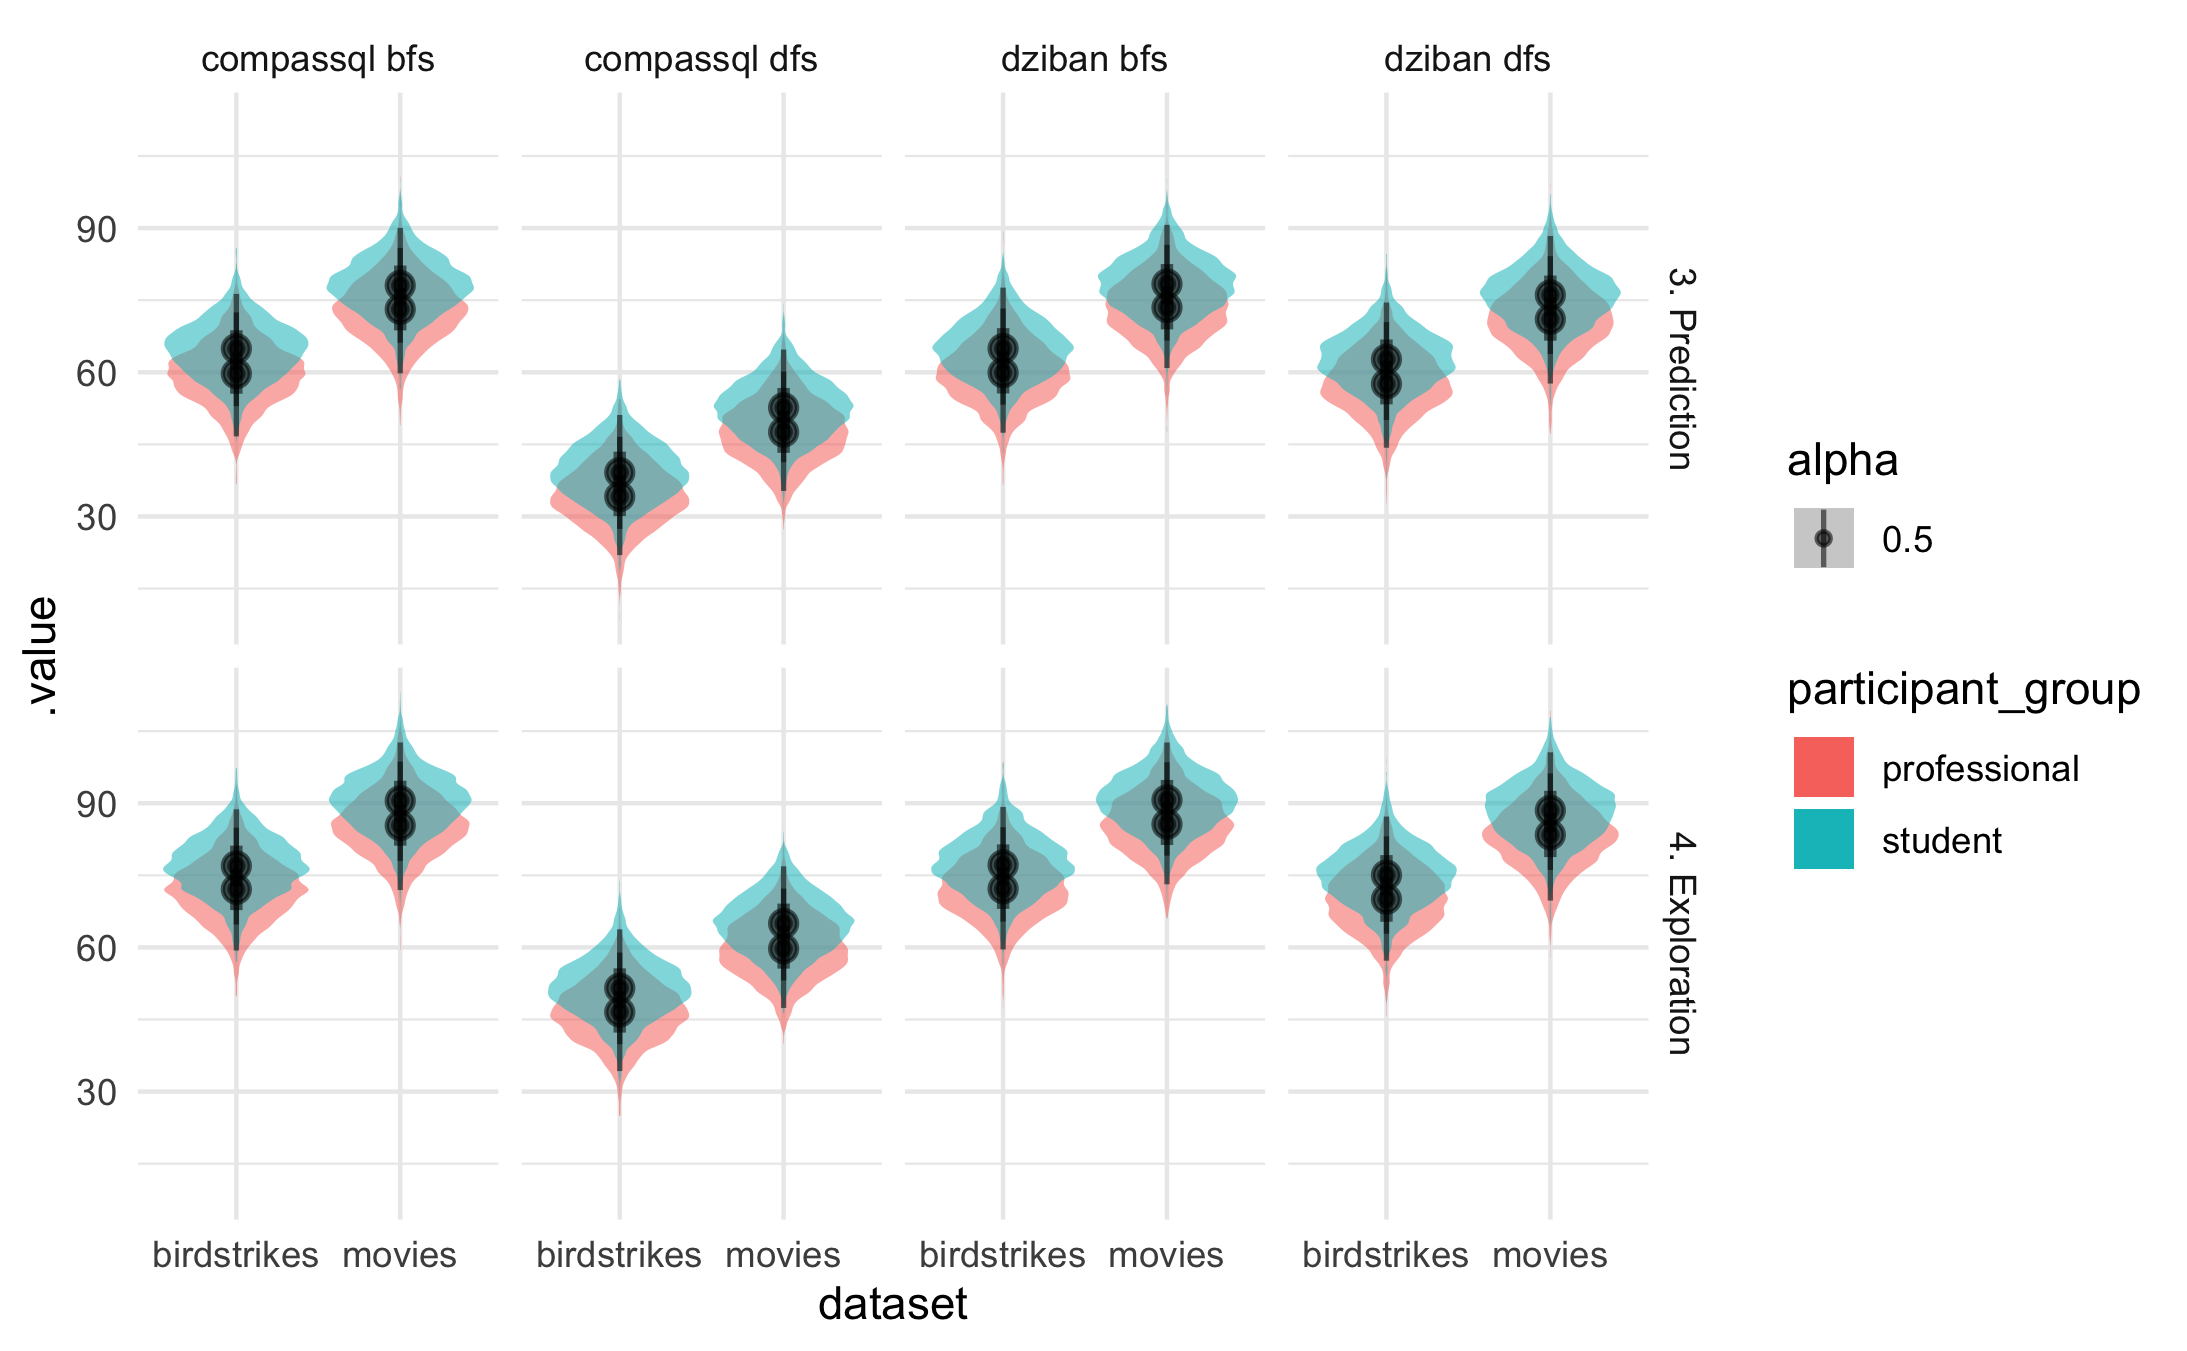 compassql bfs compassql dfs dziban bfs dziban dfs
90
60
30
3. Prediction
90
60
30
4. Exploration
.value
birdstrikes movies birdstrikes movies birdstrikes movies birdstrikes movies
dataset
alpha
0.5
participant_group
professional
student